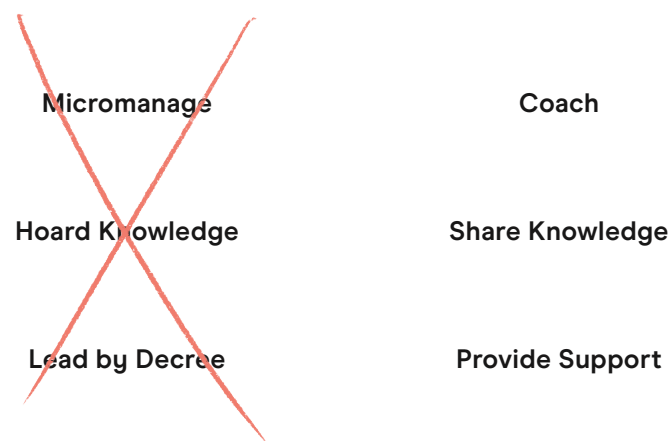 Micromanage
Coach
Hoard Knowledge
Share Knowledge
Lead by Decree
Provide Support